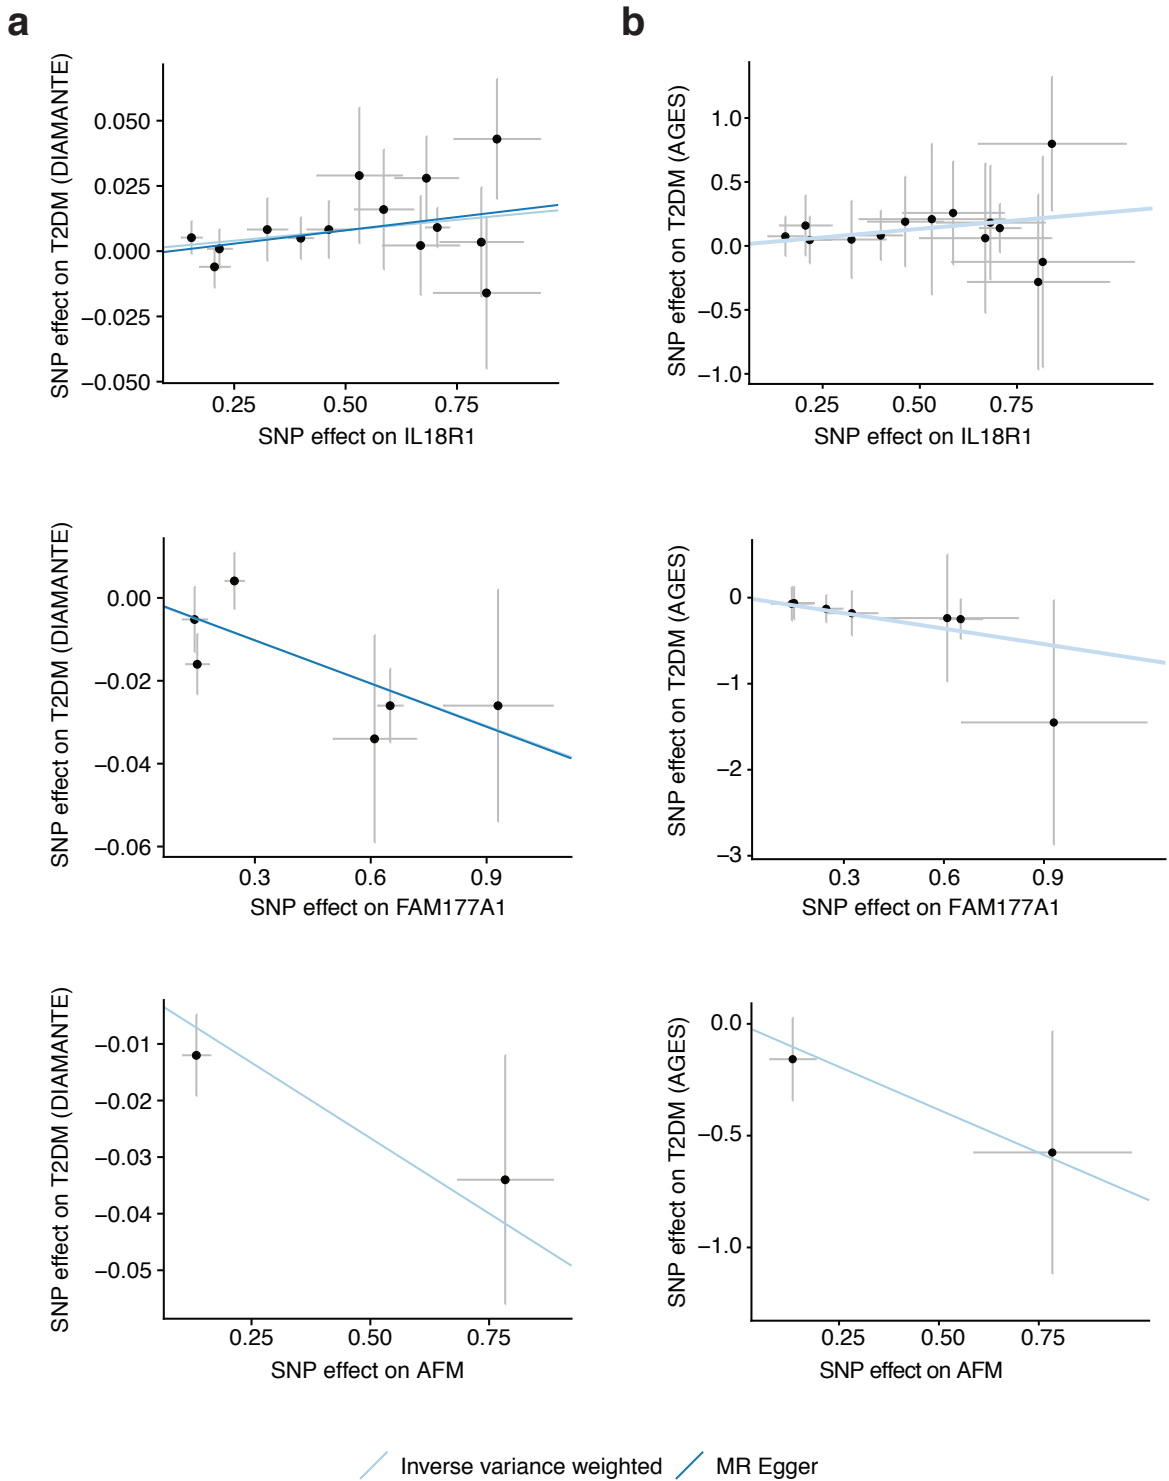 a
SNP effect on T2DM (DIAMANTE)
0.050
0.025
0.000
−0.025
−0.050
0.25 0.50 0.75
SNP effect on IL18R1
b
SNP effect on T2DM (AGES)
1.0
0.5
0.0
−0.5
−1.0
0.25 0.50 0.75
SNP effect on IL18R1
SNP effect on T2DM (DIAMANTE)
0.00
−0.02
−0.04
−0.06
0.3 0.6 0.9
SNP effect on FAM177A1
SNP effect on T2DM (AGES)
0
−1
−2
−3
0.3 0.6 0.9
SNP effect on FAM177A1
SNP effect on T2DM (DIAMANTE)
−0.01
−0.02
−0.03
−0.04
−0.05
0.25 0.50 0.75
SNP effect on AFM
SNP effect on T2DM (AGES)
0.0
−0.5
−1.0
0.25 0.50 0.75
SNP effect on AFM
Inverse variance weighted MR Egger